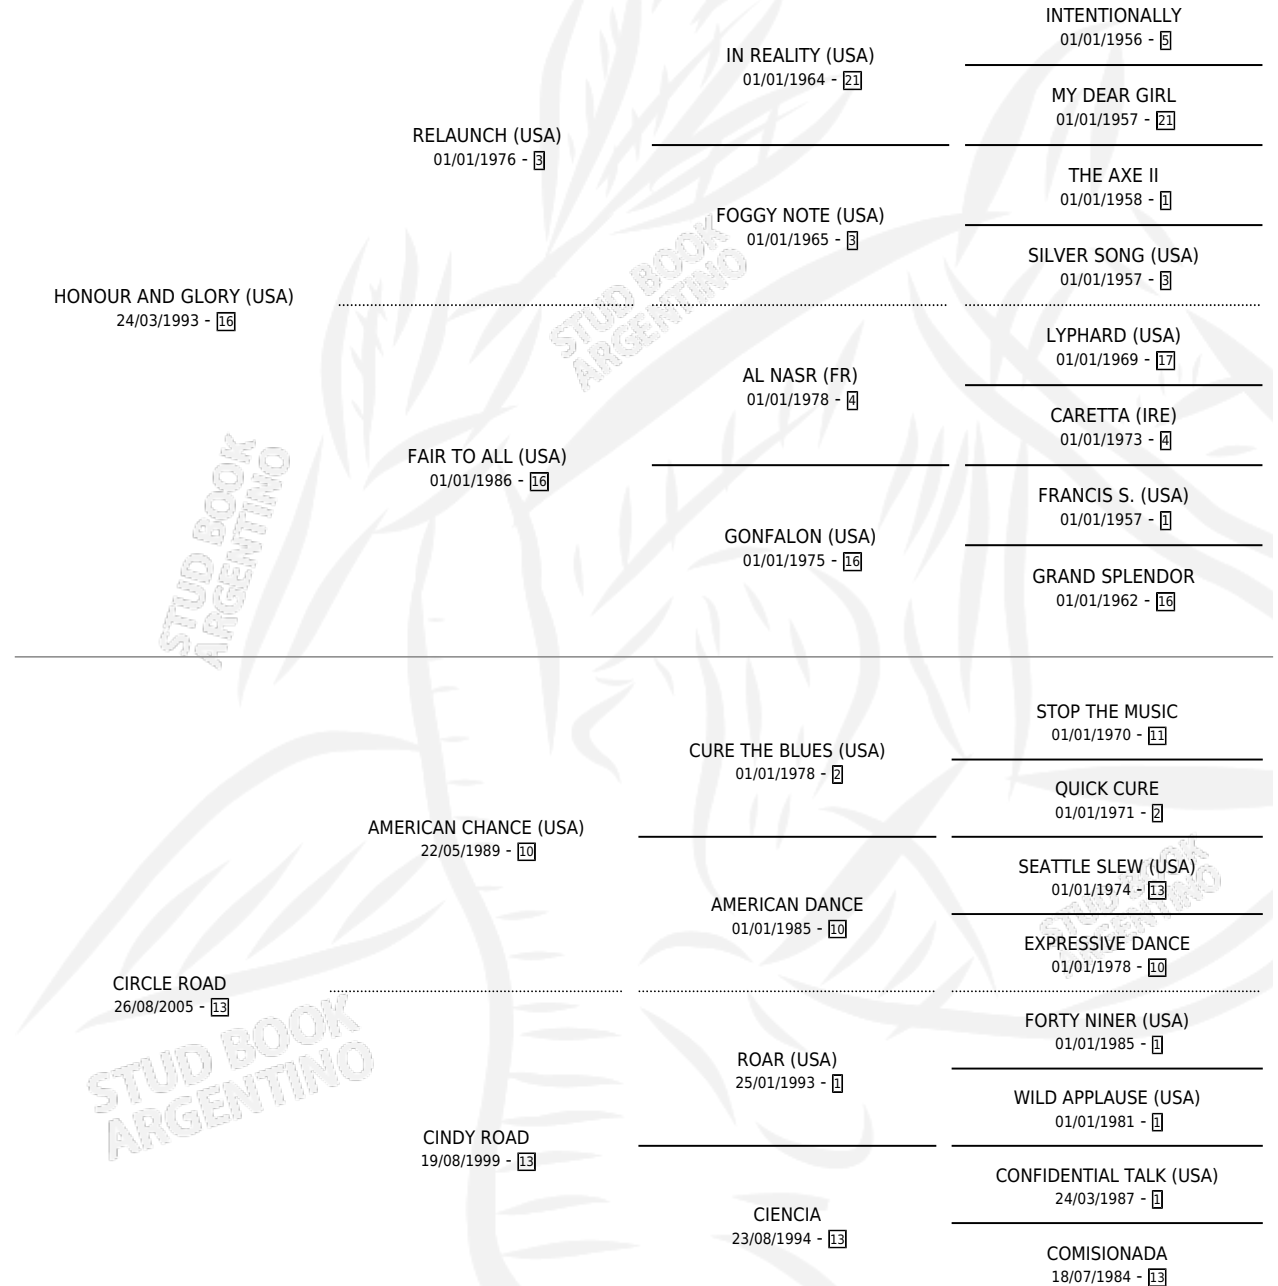 INTENTIONALLY
01/01/1956 - 5
IN REALITY (USA)
01/01/1964 - 21
MY DEAR GIRL
01/01/1957 - 21
RELAUNCH (USA)
01/01/1976 - 3
THE AXE II
01/01/1958 - 1
FOGGY NOTE (USA)
01/01/1965 - 3
SILVER SONG (USA)
01/01/1957 - 3
HONOUR AND GLORY (USA)
24/03/1993 - 16
STUD BOOK
ARGENTINO
LYPHARD (USA)
01/01/1969 - 17
AL NASR (FR)
01/01/1978 - 4
CARETTA (IRE)
01/01/1973 - 4
FAIR TO ALL (USA)
01/01/1986 - 16
FRANCIS S. (USA)
01/01/1957 - 1
GONFALON (USA)
01/01/1975 - 16
GRAND SPLENDOR
01/01/1962 - 16
STUD BOOK
ARGENTINO
STOP THE MUSIC
01/01/1970 - 11
CURE THE BLUES (USA)
01/01/1978 - 2
QUICK CURE
01/01/1971 - 2
AMERICAN CHANCE (USA)
22/05/1989 - 10
SEATTLE SLEW (USA)
01/01/1974 - 13
AMERICAN DANCE
01/01/1985 - 10
STUD BOOK
ARGENTINO
EXPRESSIVE DANCE
01/01/1978 - 10
CIRCLE ROAD
26/08/2005 - 13
FORTY NINER (USA)
01/01/1985 - 1
ROAR (USA)
25/01/1993 - 1
WILD APPLAUSE (USA)
01/01/1981 - 1
STUD BOOK
ARGENTINO
CINDY ROAD
19/08/1999 - 13
CONFIDENTIAL TALK (USA)
24/03/1987 - 1
CIENCIA
23/08/1994 - 13
COMISIONADA
18/07/1984 - 13